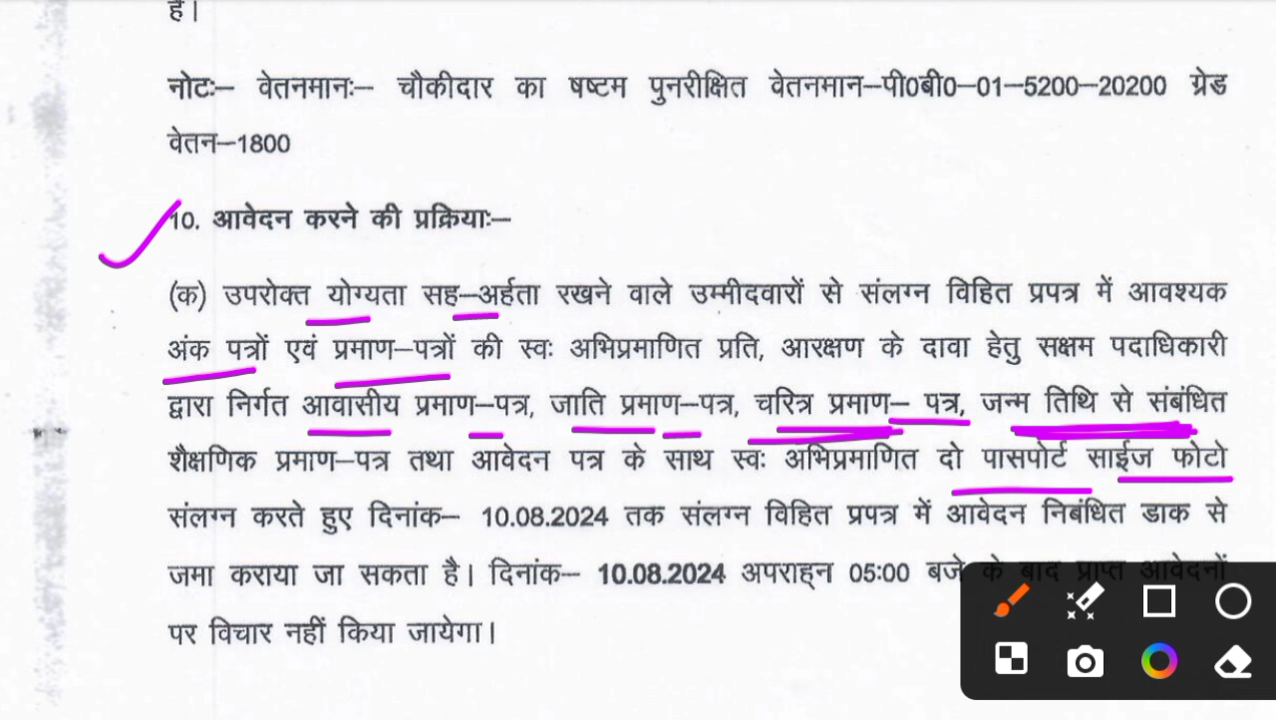 है।
नोटः– वेतनमानः– चौकीदार का षष्टम पुनरीक्षित वेतनमान–पी0बी0–01–5200–20200 ग्रेड
वेतन–1800
10. आवेदन करने की प्रक्रियाः–
(क) उपरोक्त योग्यता सह–अर्हता रखने वाले उम्मीदवारों से संलग्न विहित प्रपत्र में आवश्यक
अंक पत्रों एवं प्रमाण–पत्रों की स्वः अभिप्रमाणित प्रति, आरक्षण के दावा हेतु सक्षम पदाधिकारी
द्वारा निर्गत आवासीय प्रमाण–पत्र, जाति प्रमाण–पत्र, चरित्र प्रमाण– पत्र, जन्म तिथि से संबंधित
शैक्षणिक प्रमाण–पत्र तथा आवेदन पत्र के साथ स्वः अभिप्रमाणित दो पासपोर्ट साईज फोटो
संलग्न करते हुए दिनांक– 10.08.2024 तक संलग्न विहित प्रपत्र में आवेदन निबंधित डाक से
जमा कराया जा सकता है। दिनांक– 10.08.2024 अपराह्न 05:00 बजे के बाद प्राप्त आवेदनों
पर विचार नहीं किया जायेगा।